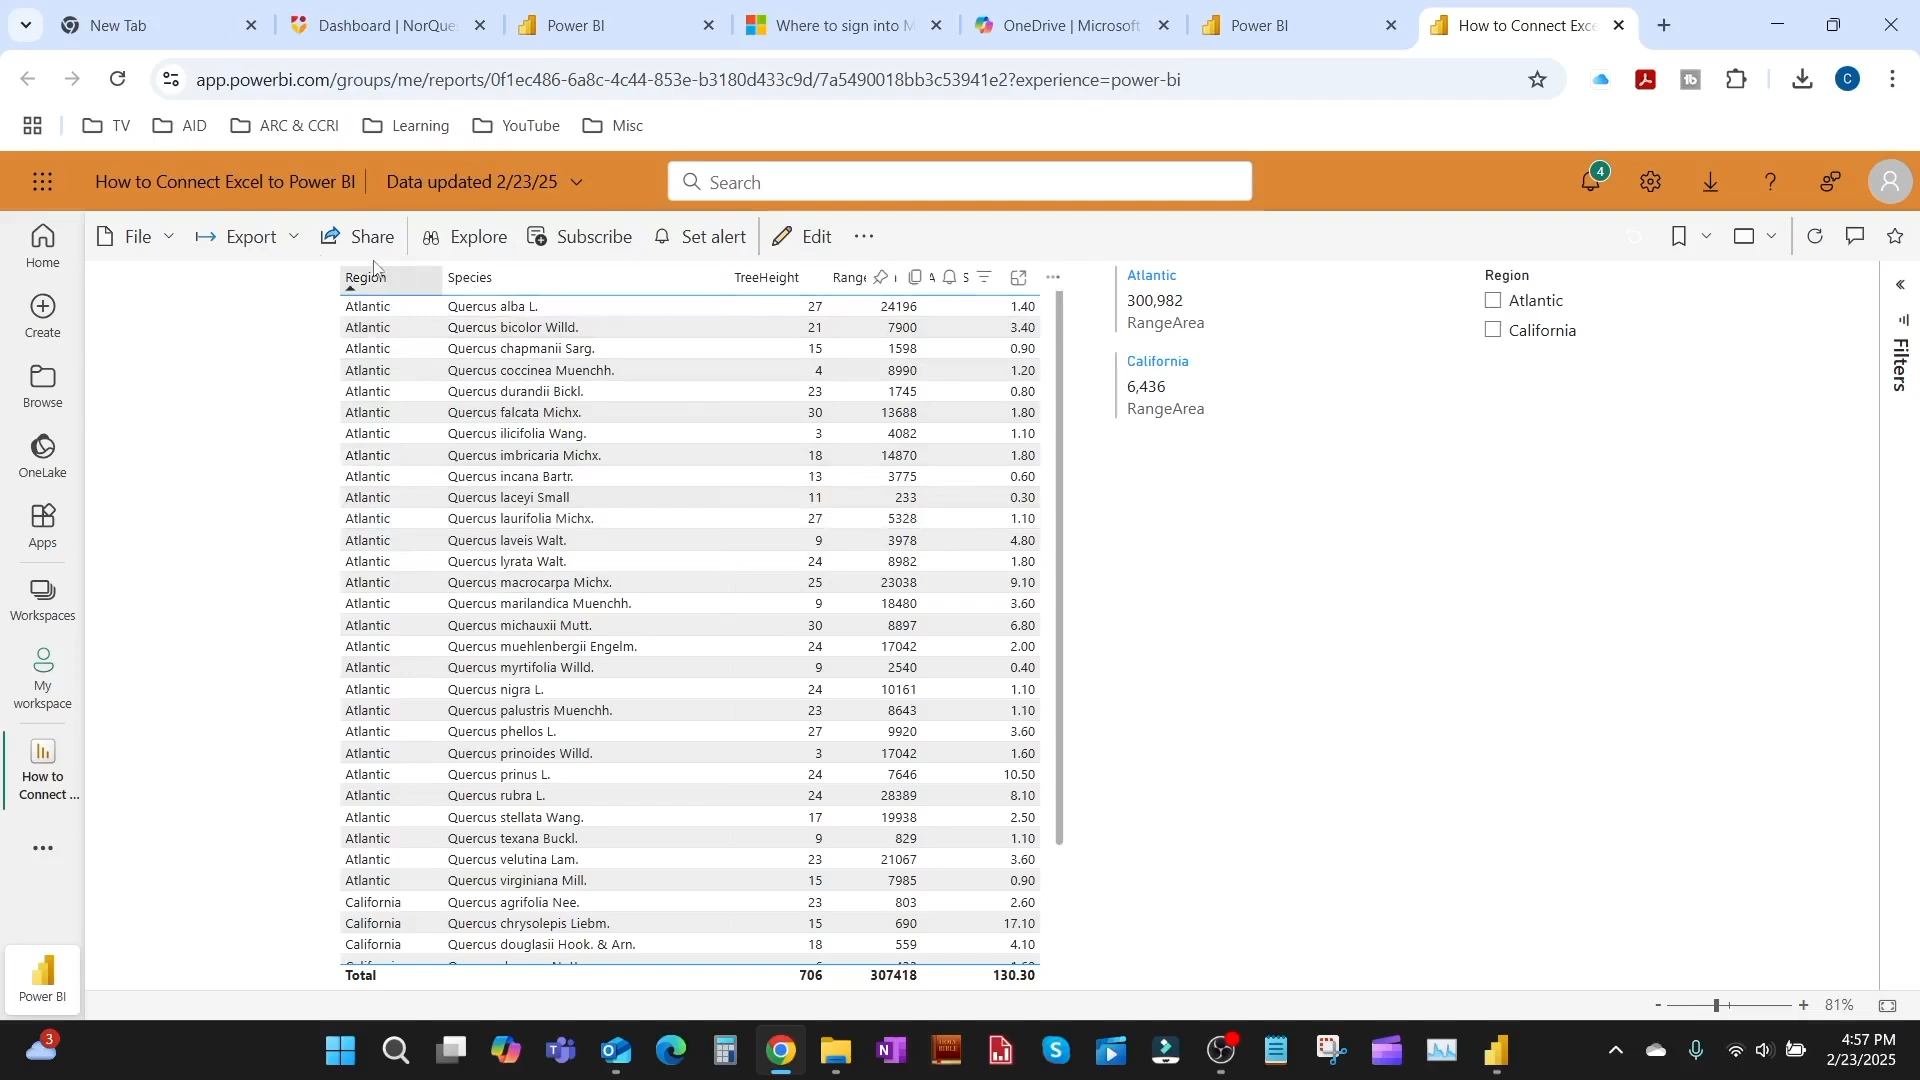 New Tab
Dashboard | NorQues
Power BI
Where to sign into M
OneDrive | Microsoft
Power BI
How to Connect Exce
app.powerbi.com/groups/me/reports/0f1ec486-6a8c-4c44-853e-b3180d433c9d/7a5490018bb3c53941e2?experience=power-bi
C
TV
AID
ARC & CCRI
Learning
YouTube
Misc
How to Connect Excel to Power BI
Data updated 2/23/25
Search
4
File
Export
Share
Explore
Subscribe
Set alert
Edit
Home
Create
Browse
OneLake
Apps
Workspaces
My workspace
How to Connect ...
Power BI
Region Species TreeHeight Range
Atlantic Quercus alba L. 27 24196 1.40
Atlantic Quercus bicolor Willd. 21 7900 3.40
Atlantic Quercus chapmanii Sarg. 15 1598 0.90
Atlantic Quercus coccinea Muenchh. 4 8990 1.20
Atlantic Quercus durandii Bickl. 23 1745 0.80
Atlantic Quercus falcata Michx. 30 13688 1.80
Atlantic Quercus ilicifolia Wang. 3 4082 1.10
Atlantic Quercus imbricaria Michx. 18 14870 1.80
Atlantic Quercus incana Bartr. 13 3775 0.60
Atlantic Quercus laceyi Small 11 233 0.30
Atlantic Quercus laurifolia Michx. 27 5328 1.10
Atlantic Quercus laveis Walt. 9 3978 4.80
Atlantic Quercus lyrata Walt. 24 8982 1.80
Atlantic Quercus macrocarpa Michx. 25 23038 9.10
Atlantic Quercus marilandica Muenchh. 9 18480 3.60
Atlantic Quercus michauxii Mutt. 30 8897 6.80
Atlantic Quercus muehlenbergii Engelm. 24 17042 2.00
Atlantic Quercus myrtifolia Willd. 9 2540 0.40
Atlantic Quercus nigra L. 24 10161 1.10
Atlantic Quercus palustris Muenchh. 23 8643 1.10
Atlantic Quercus phellos L. 27 9920 3.60
Atlantic Quercus prinoides Willd. 3 17042 1.60
Atlantic Quercus prinus L. 24 7646 10.50
Atlantic Quercus rubra L. 24 28389 8.10
Atlantic Quercus stellata Wang. 17 19938 2.50
Atlantic Quercus texana Buckl. 9 829 1.10
Atlantic Quercus velutina Lam. 23 21067 3.60
Atlantic Quercus virginiana Mill. 15 7985 0.90
California Quercus agrifolia Nee. 23 803 2.60
California Quercus chrysolepis Liebm. 15 690 17.10
California Quercus douglasii Hook. & Arn. 18 559 4.10
Total 706 307418 130.30
Atlantic
300,982
RangeArea
California
6,436
RangeArea
Region
Atlantic
California
Filters
81%
3
4:57 PM
2/23/2025